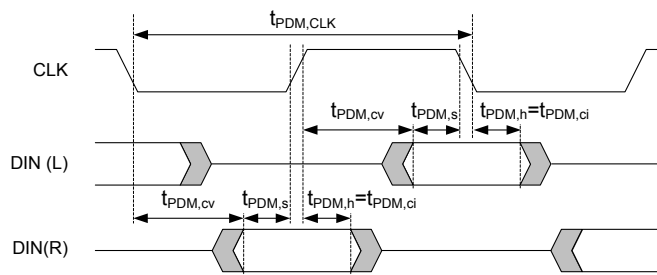 tPDM,CLK
CLK
tPDM,cv tPDM,s tPDM,h=tPDM,ci
DIN (L)
tPDM,cv tPDM,s tPDM,h=tPDM,ci
DIN(R)